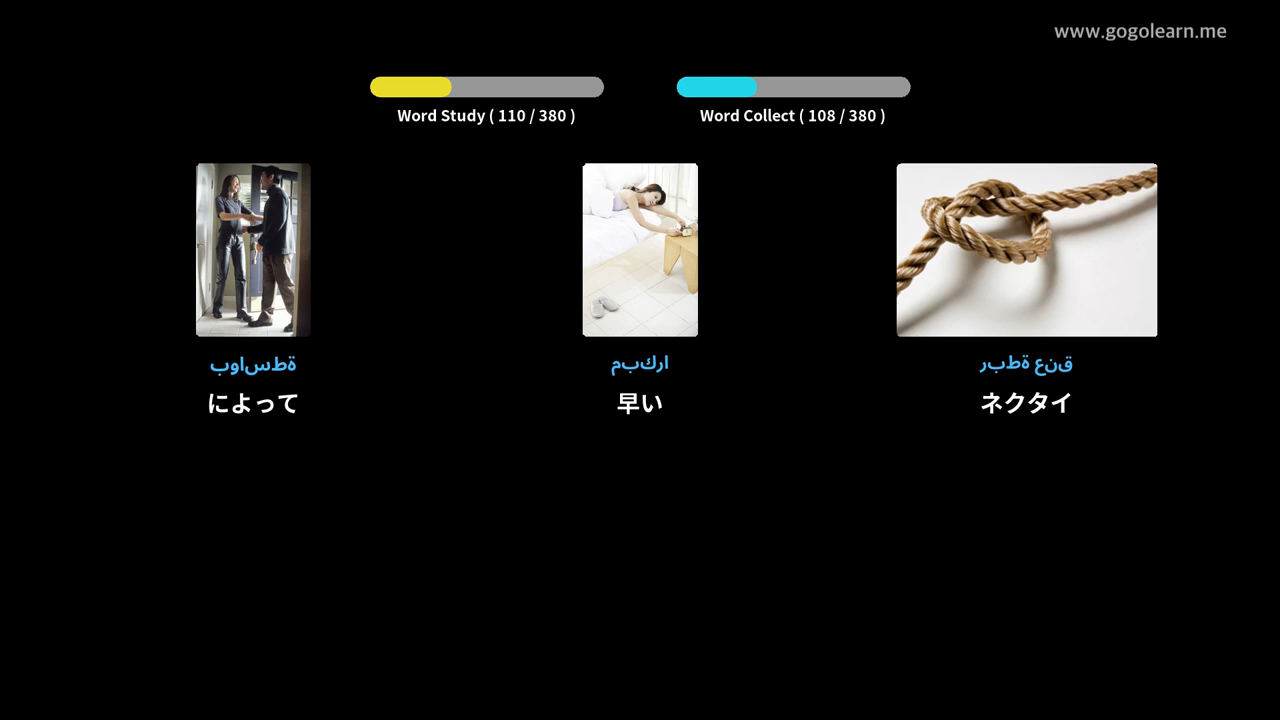 www.gogolearn.me
Word Study ( 110 / 380 )
Word Collect ( 108 / 380 )
ةطساوب
によって
اركبم
早い
قنع ةطبر
ネクタイ